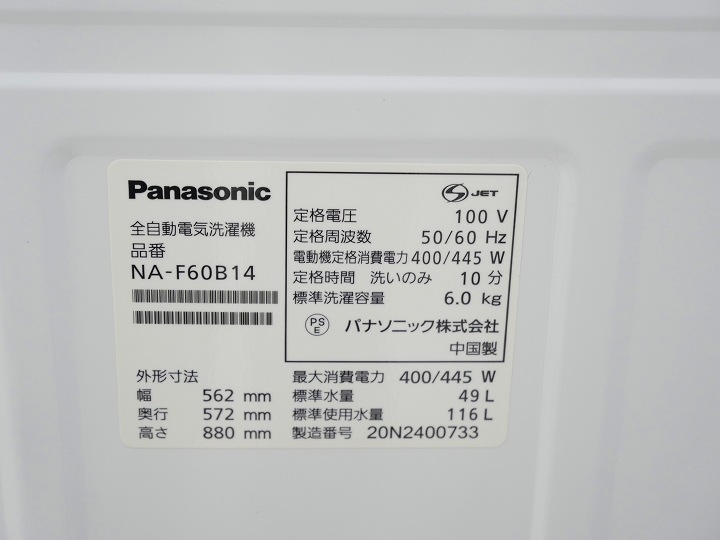 Panasonic
全自動電気洗濯機
品番
NA-F60B14
S JET
定格電圧 100 V
定格周波数 50/60 Hz
電動機定格消費電力 400/445 W
定格時間 洗いのみ 10 分
標準洗濯容量 6.0 kg
PS
E パナソニック株式会社
中国製
外形寸法
幅 562 mm
奥行 572 mm
高さ 880 mm
最大消費電力 400/445 W
標準水量 49 L
標準使用水量 116 L
製造番号 20N2400733